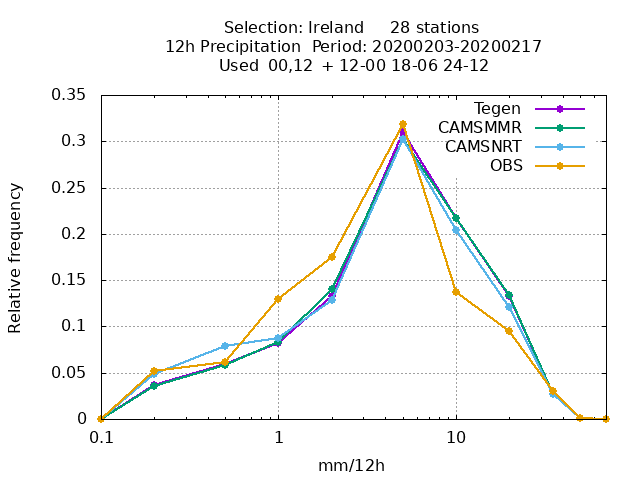 Selection: Ireland     28 stations
12h Precipitation  Period: 20200203-20200217
Used  00,12  + 12-00 18-06 24-12
0.35
0.3
0.25
0.2
0.15
0.1
0.05
0
Relative frequency
Tegen
CAMSMMR
CAMSNRT
OBS
0.1
1
10
mm/12h